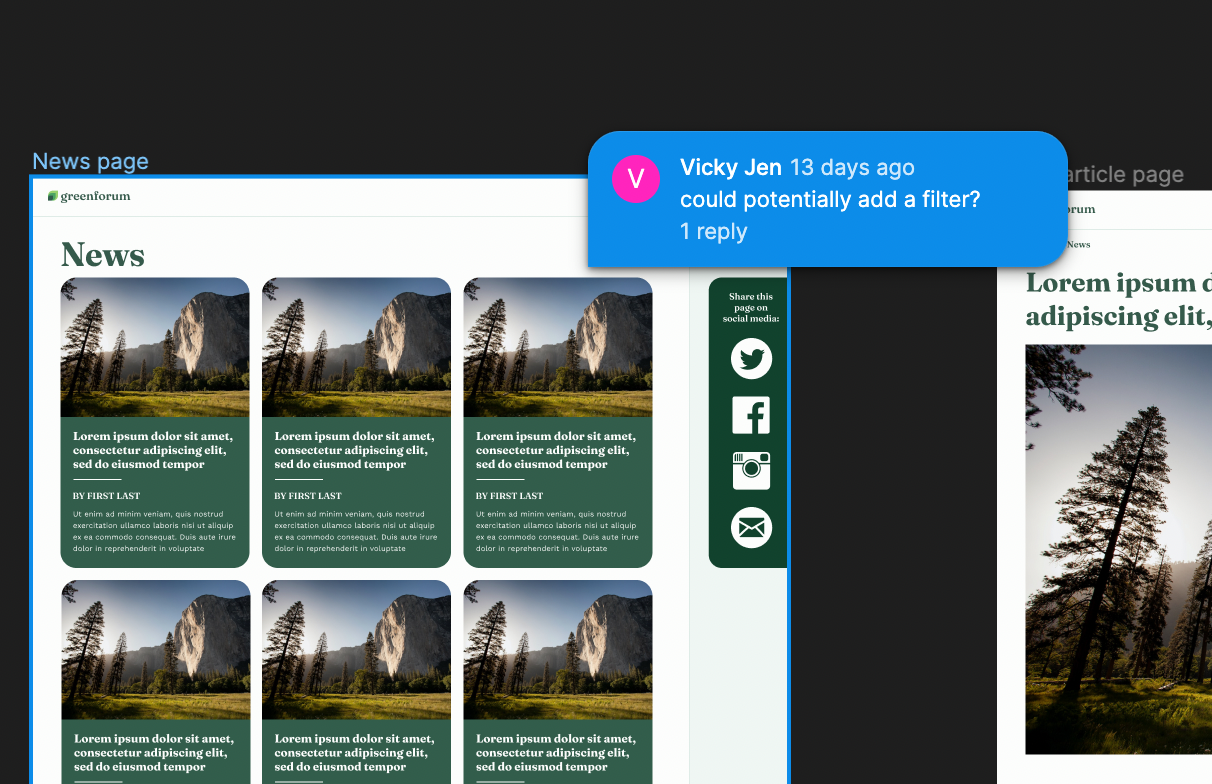 News page
greenforum
News
Vicky Jen 13 days ago
could potentially add a filter?
1 reply
V
article page
orum
News
Share this
page on
social media:
Lorem ipsum dolor sit amet,
consectetur adipiscing elit,
sed do eiusmod tempor
BY FIRST LAST
Ut enim ad minim veniam, quis nostrud
exercitation ullamco laboris nisi ut aliquip
ex ea commodo consequat. Duis aute irure
dolor in reprehenderit in voluptate
Lorem ipsum dolor sit amet,
consectetur adipiscing elit,
sed do eiusmod tempor
BY FIRST LAST
Ut enim ad minim veniam, quis nostrud
exercitation ullamco laboris nisi ut aliquip
ex ea commodo consequat. Duis aute irure
dolor in reprehenderit in voluptate
Lorem ipsum dolor sit amet,
consectetur adipiscing elit,
sed do eiusmod tempor
BY FIRST LAST
Ut enim ad minim veniam, quis nostrud
exercitation ullamco laboris nisi ut aliquip
ex ea commodo consequat. Duis aute irure
dolor in reprehenderit in voluptate
Lorem ipsum dolor sit amet,
consectetur adipiscing elit,
sed do eiusmod tempor
Lorem ipsum dolor sit amet,
consectetur adipiscing elit,
sed do eiusmod tempor
Lorem ipsum dolor sit amet,
consectetur adipiscing elit,
sed do eiusmod tempor
Lorem ipsum d
adipiscing elit,